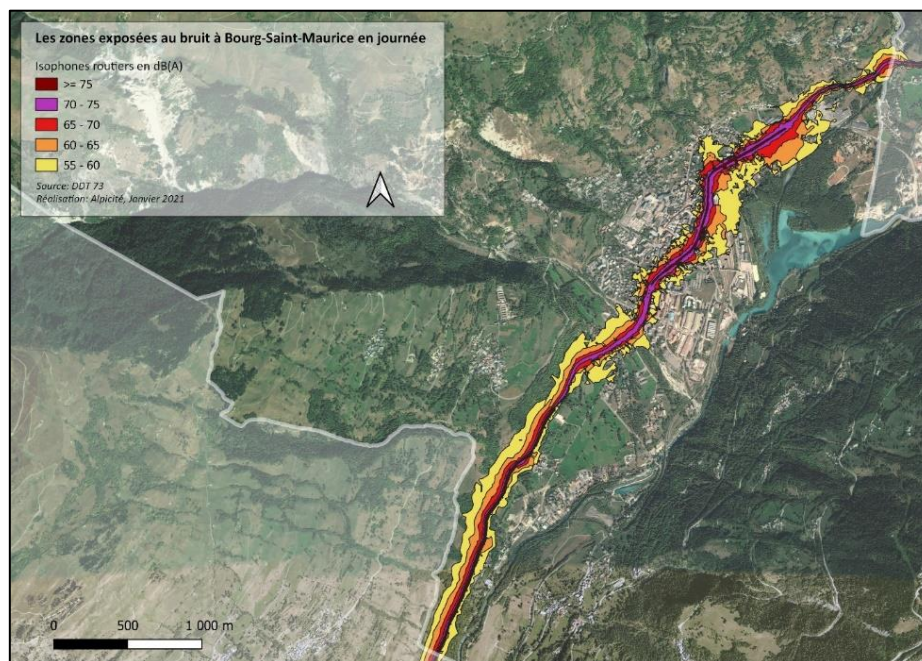 Les zones exposées au bruit à Bourg-Saint-Maurice en journée
Isophones routiers en dB(A)
>= 75
70 - 75
65 - 70
60 - 65
55 - 60
Source: DDT 73
Réalisation: Alpicité, Janvier 2021
0 500 1 000 m